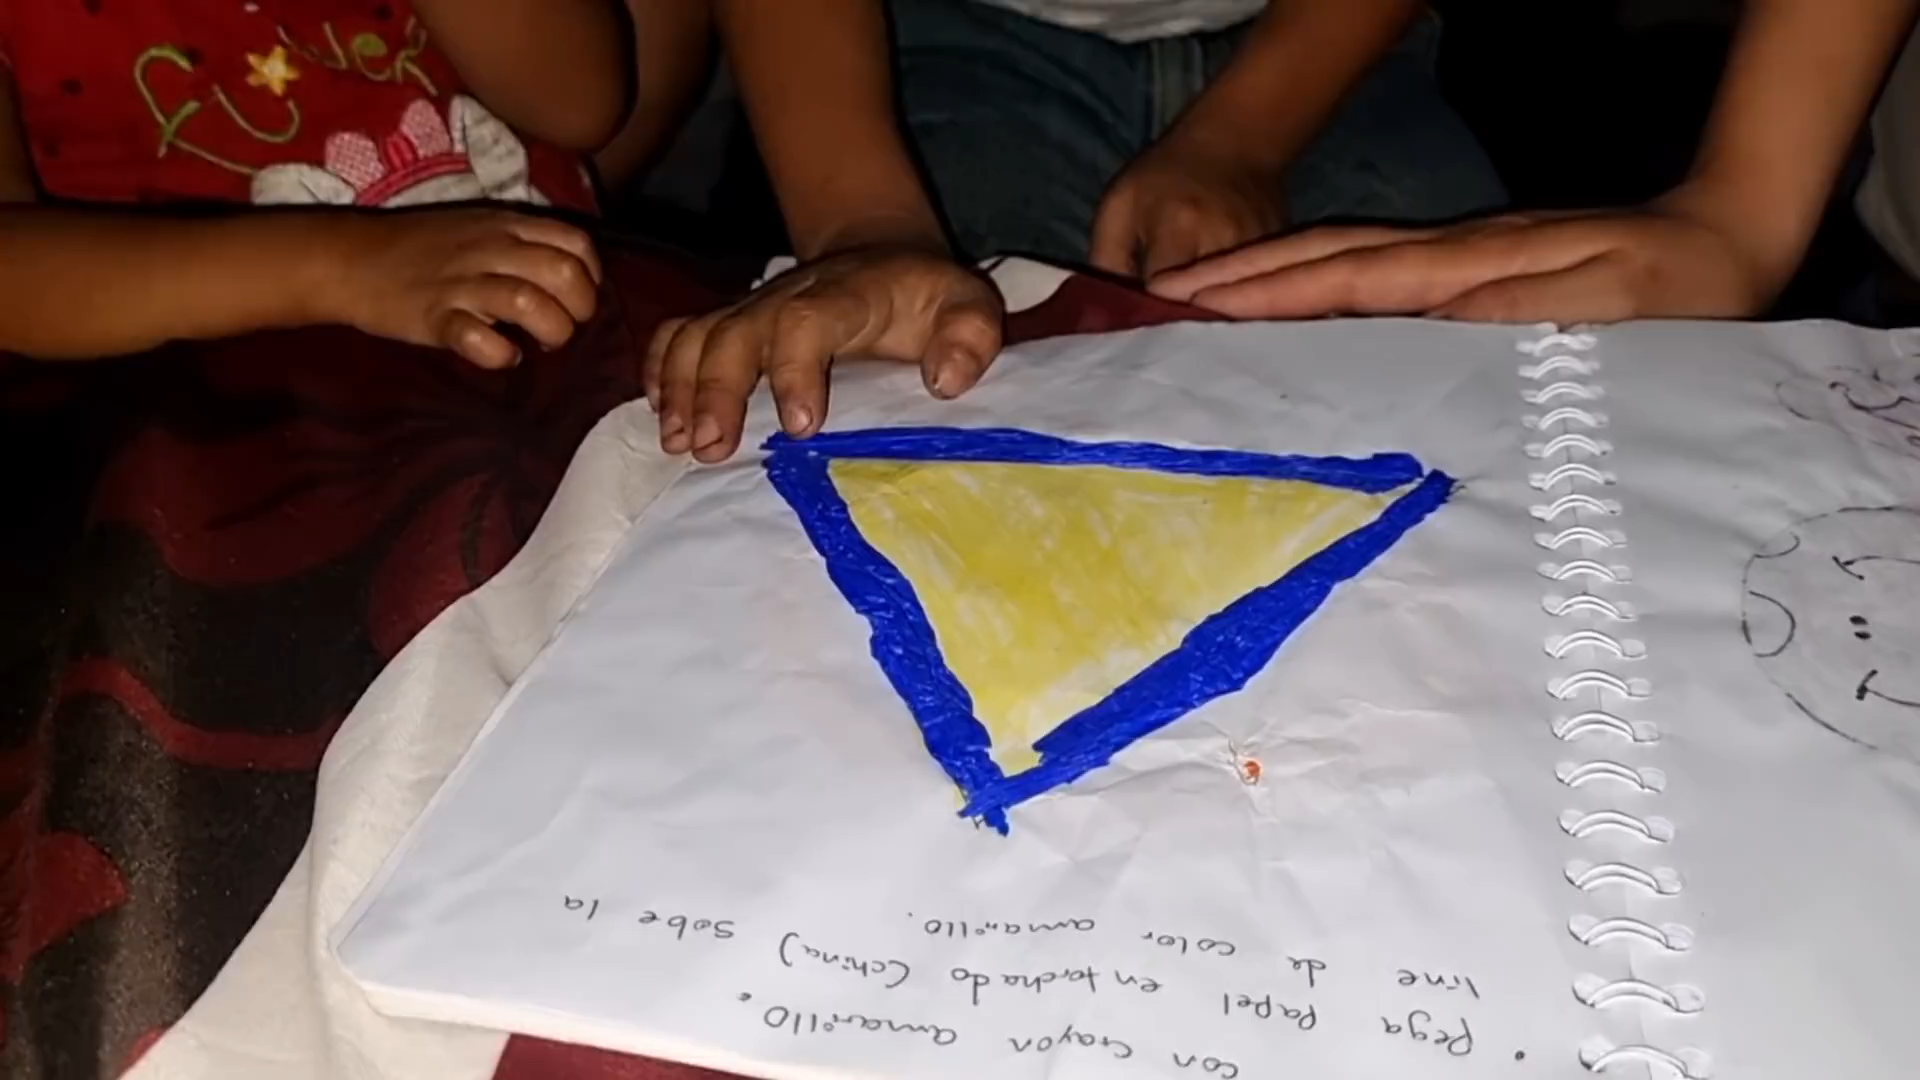 con crayon amarillo.
• Pega papel entorchado (china) sobe la
line de color amarillo.